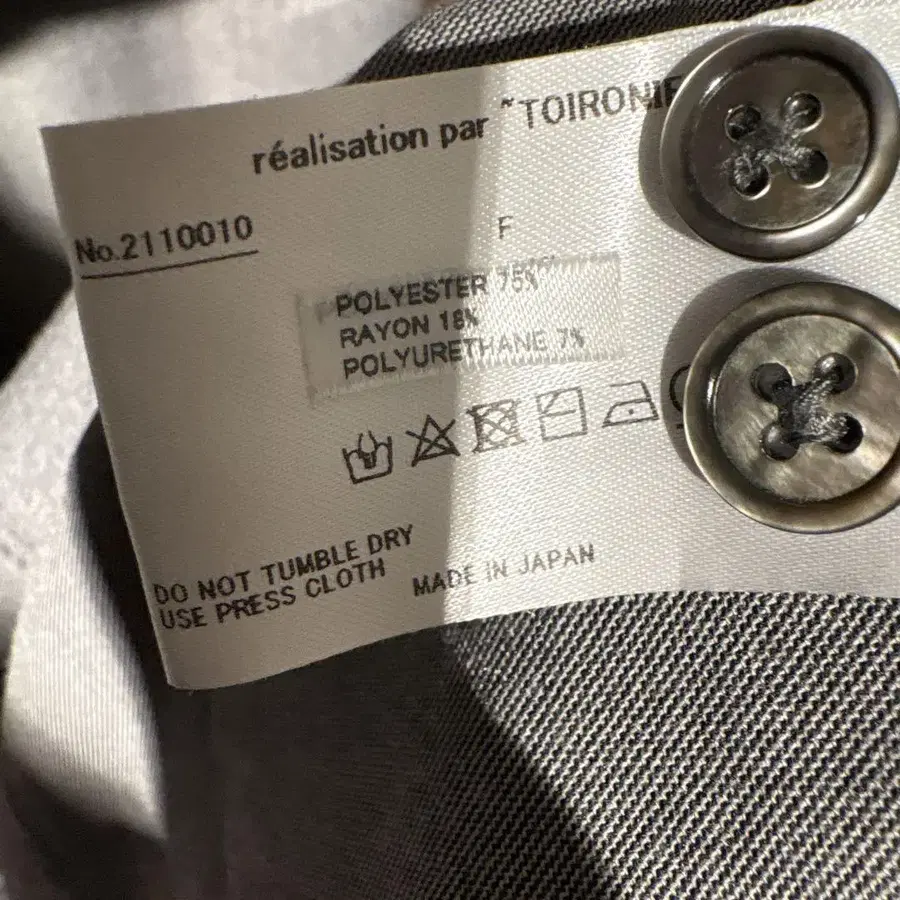 réalisation par "TOIRONIE
No.2110010
F
POLYESTER 75%
RAYON 18%
POLYURETHANE 7%
DO NOT TUMBLE DRY
USE PRESS CLOTH
MADE IN JAPAN